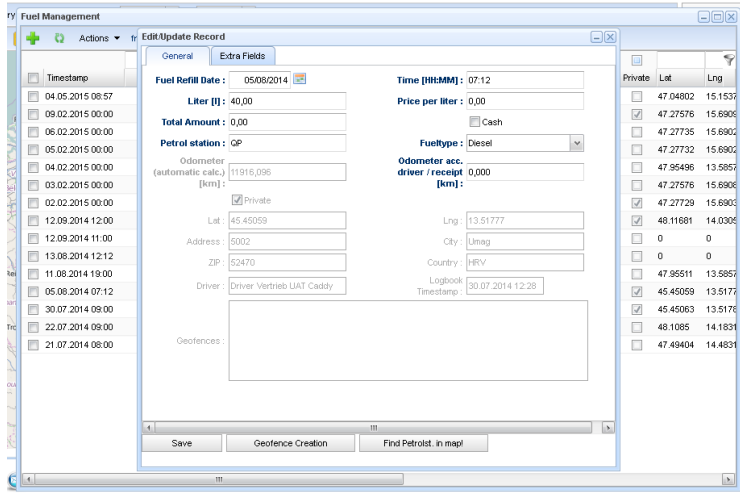 Fuel Management
Actions
Edit/Update Record
General Extra Fields
Fuel Refill Date : 05/08/2014 Time [HH:MM] : 07:12
Liter [l] : 40,00 Price per liter : 0,00
Total Amount : 0,00 Cash
Petrol station : QP Fueltype : Diesel
Odometer (automatic calc.) [km] : 11916,096 Odometer acc. driver / receipt [km] : 0,000
Private
Lat : 45.45059 Lng : 13.51777
Address : 5002 City : Umag
ZIP : 52470 Country : HRV
Driver : Driver Vertrieb UAT Caddy Logbook Timestamp : 30.07.2014 12:28
Geofences :
Save Geofence Creation Find Petrolst. in map!
Timestamp Private Lat Lng
04.05.2015 08:57 47.04802 15.1537
09.02.2015 00:00 47.27576 15.6909
06.02.2015 00:00 47.27735 15.6902
05.02.2015 00:00 47.27732 15.6902
04.02.2015 00:00 47.95496 13.5857
03.02.2015 00:00 47.27576 15.6908
02.02.2015 00:00 47.27729 15.6903
12.09.2014 12:00 48.11681 14.0305
12.09.2014 11:00 0 0
13.08.2014 12:12 0 0
11.08.2014 19:00 47.95511 13.5857
05.08.2014 07:12 45.45059 13.5177
30.07.2014 09:00 45.45063 13.5178
22.07.2014 09:00 48.1085 14.1831
21.07.2014 08:00 47.49404 14.4831